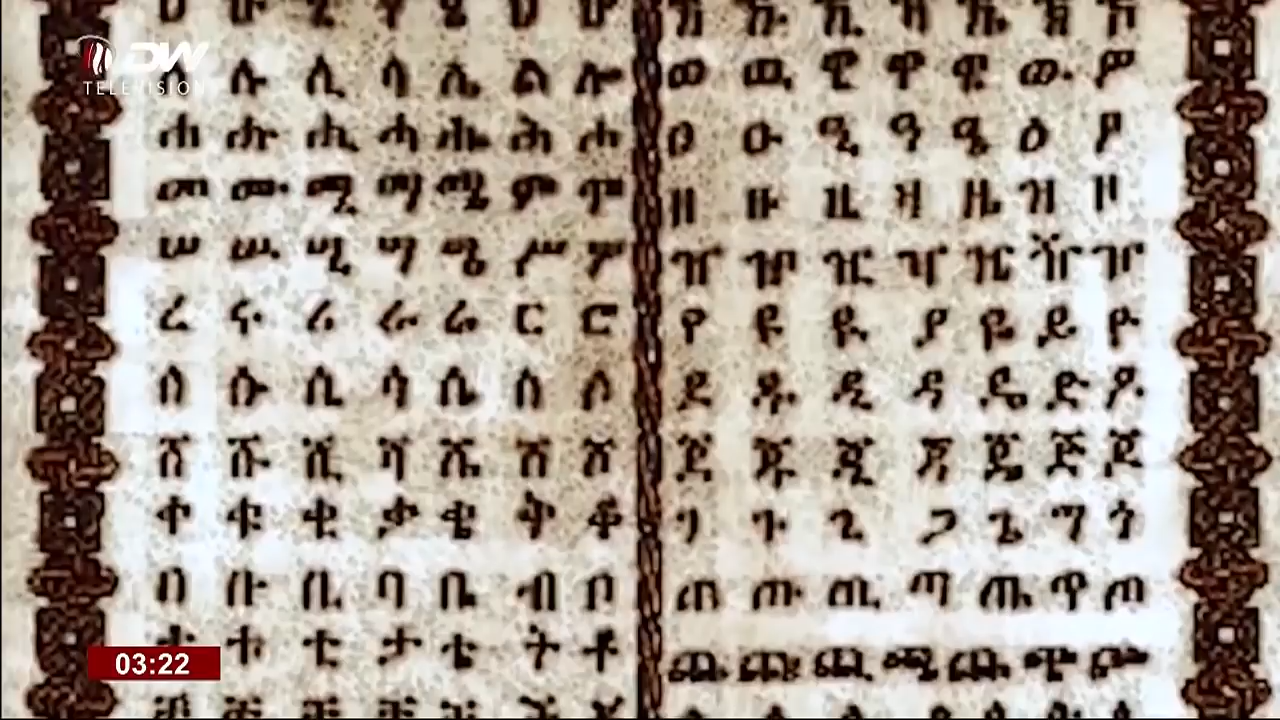 DW
TELEVISION
ሉ ሊ ላ ሌ ል ሎ
ሐ ሑ ሒ ሓ ሔ ሕ ሖ
መ ሙ ሚ ማ ሜ ም ሞ
ሠ ሡ ሢ ሣ ሤ ሥ ሦ
ረ ሩ ሪ ራ ሬ ር ሮ
ሰ ሱ ሲ ሳ ሴ ስ ሶ
ሸ ሹ ሺ ሻ ሼ ሽ ሾ
ቀ ቁ ቂ ቃ ቄ ቅ ቆ
በ ቡ ቢ ባ ቤ ብ ቦ
ተ ቱ ቲ ታ ቴ ት ቶ
ኸ ኹ ኺ ኻ ኼ ኽ ኾ
ወ ዉ ዊ ዋ ዌ ው ዎ
ዐ ዑ ዒ ዓ ዔ ዕ ዖ
ዘ ዙ ዚ ዛ ዜ ዝ ዞ
ዠ ዡ ዢ ዣ ዤ ዥ ዦ
የ ዩ ዪ ያ ዬ ይ ዮ
ደ ዱ ዲ ዳ ዴ ድ ዶ
ጀ ጁ ጂ ጃ ጄ ጅ ጆ
ገ ጉ ጊ ጋ ጌ ግ ጎ
ጠ ጡ ጢ ጣ ጤ ጥ ጦ
ጨ ጩ ጪ ጫ ጬ ጭ ጮ
03:22